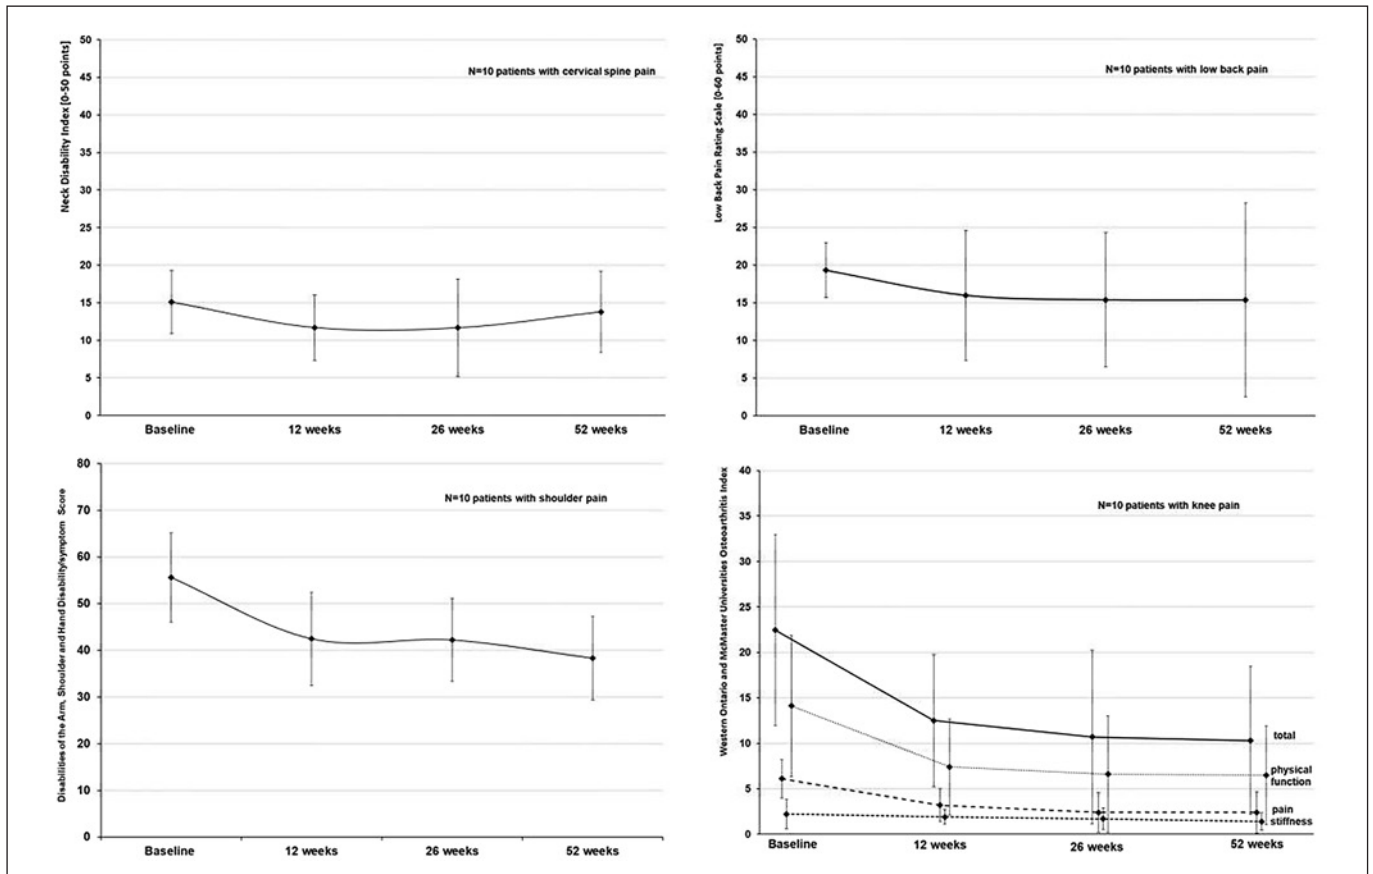 Neck Disability Index [0-50 points]
50
45
40
35
30
25
20
15
10
5
0
N=10 patients with cervical spine pain
Baseline 12 weeks 26 weeks 52 weeks
Low Back Pain Rating Scale [0-60 points]
50
45
40
35
30
25
20
15
10
5
0
N=10 patients with low back pain
Baseline 12 weeks 26 weeks 52 weeks
Disabilities of the Arm, Shoulder and Hand Disability/symptom Score
80
70
60
50
40
30
20
10
0
N=10 patients with shoulder pain
Baseline 12 weeks 26 weeks 52 weeks
Western Ontario and McMaster Universities Osteoarthritis Index
40
35
30
25
20
15
10
5
0
N=10 patients with knee pain
total
physical
function
pain
stiffness
Baseline 12 weeks 26 weeks 52 weeks